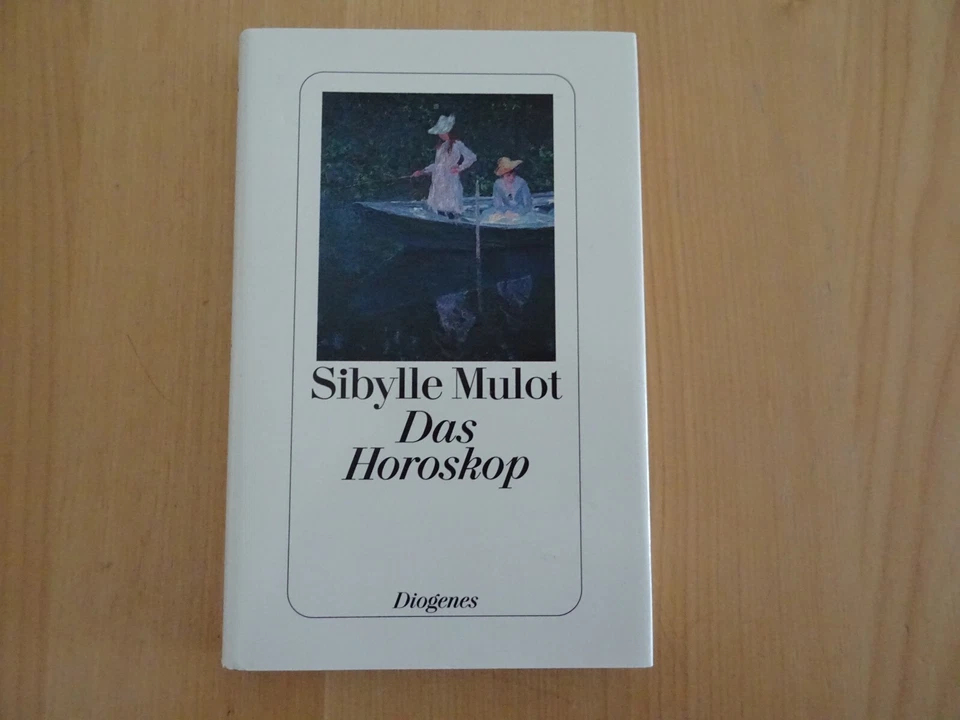 Sibylle Mulot
Das
Horoskop
Diogenes